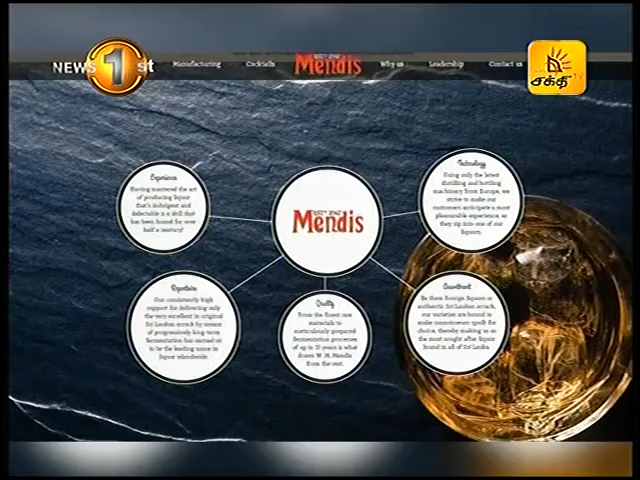 NEWS 1st
Manufacturing Cocktails Mendis Why us Leadership Contact us
சக்தி TV
Experience
Having mastered the art
of producing liquor
that's indulgent and
delectable is a skill that
has been honed for over
half a century!
Technology
Using only the latest
distilling and bottling
machinery from Europe, we
strive to make our
customers anticipate a most
pleasurable experience, as
they sip into one of our
liquors.
Mendis
Our consistently high
support for delivering only
the very excellent in original
Sri Lankan arrack by means
of progressively long-term
fermentation has earned us
to be the leading name in
liquor islandwide.
Quality
From the finest raw
materials to
meticulously prepared
fermentation processes
of up to 15 years is what
draws W. M. Mendis
from the rest.
Assortment
Be them foreign liquors or
authentic Sri Lankan arrack,
our varieties are bound to
make connoisseurs spoilt for
choice, thereby making us
the most sought after liquor
brand in all of Sri Lanka.